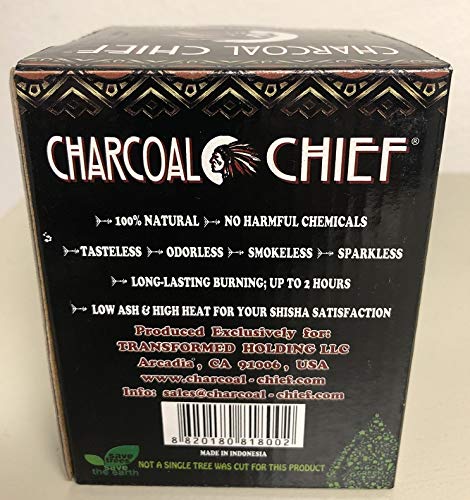 CHARCOAL CHIEF
CHARCOAL CHIEF®
100% NATURAL NO HARMFUL CHEMICALS
TASTELESS ODORLESS SMOKELESS SPARKLESS
LONG-LASTING BURNING; UP TO 2 HOURS
LOW ASH & HIGH HEAT FOR YOUR SHISHA SATISFACTION
Produced Exclusively for:
TRANSFORMED HOLDING LLC
Arcadia , CA 91006 , USA
www.charcoal-chief.com
Info: sales@charcoal-chief.com
8 820180 818002
MADE IN INDONESIA
save trees
save the earth
NOT A SINGLE TREE WAS CUT FOR THIS PRODUCT